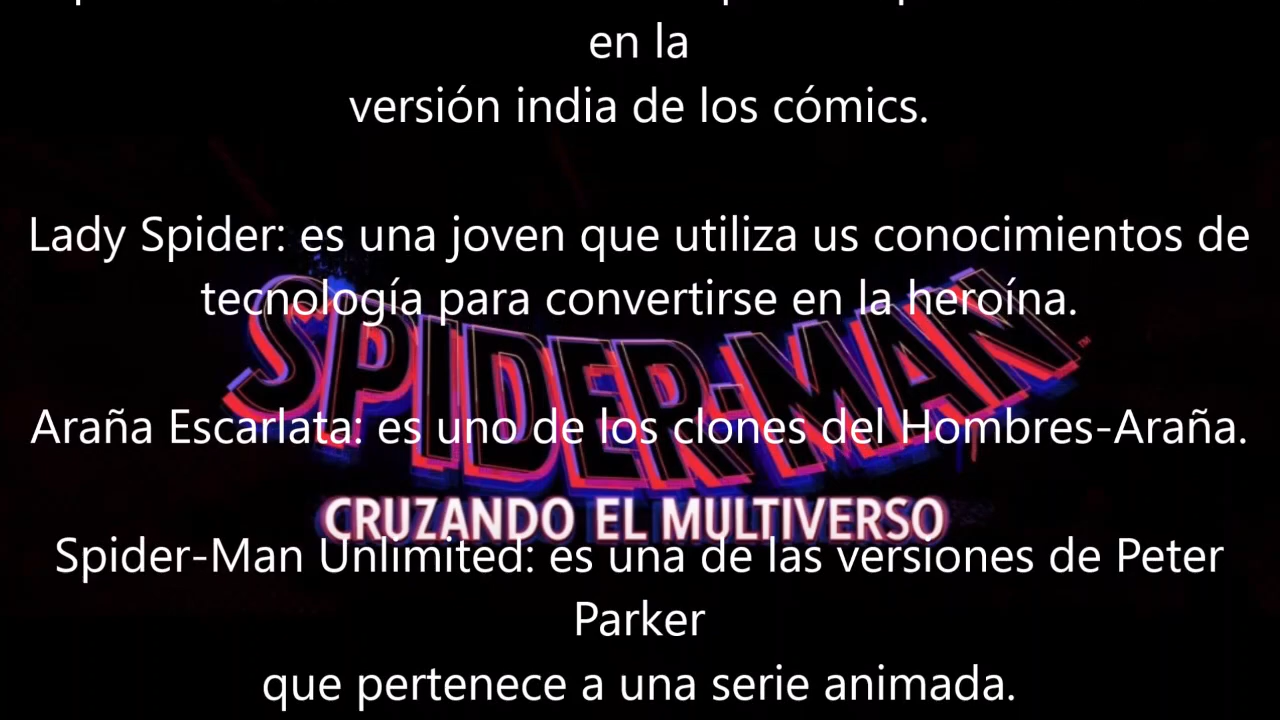 en la
versión india de los cómics.
Lady Spider: es una joven que utiliza us conocimientos de
tecnología para convertirse en la heroína.
SPIDER-MAN™
Araña Escarlata: es uno de los clones del Hombres-Araña.
CRUZANDO EL MULTIVERSO
Spider-Man Unlimited: es una de las versiones de Peter
Parker
que pertenece a una serie animada.